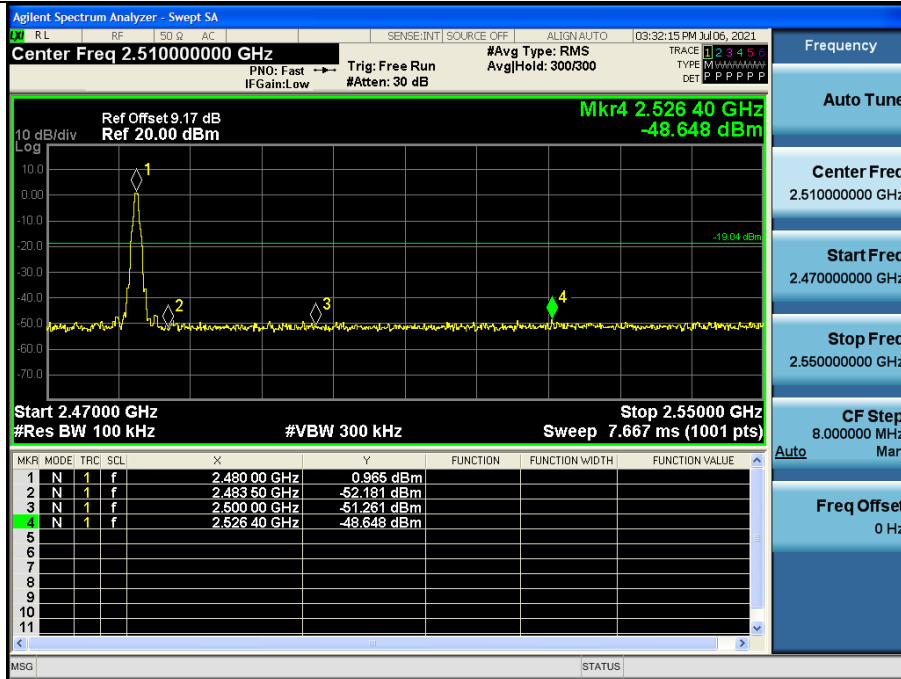 Agilent Spectrum Analyzer - Swept SA
LXI RL RF 50 Ω AC SENSE:INT SOURCE OFF ALIGN AUTO 03:32:15 PM Jul 06, 2021
Center Freq 2.510000000 GHz
PNO: Fast
IFGain:Low
Trig: Free Run
#Atten: 30 dB
#Avg Type: RMS
Avg|Hold: 300/300
TRACE 1 2 3 4 5 6
TYPE M
DET P P P P P P
Frequency
Auto Tune
Center Freq
2.510000000 GHz
Start Freq
2.470000000 GHz
Stop Freq
2.550000000 GHz
CF Step
8.000000 MHz
Auto Man
Freq Offset
0 Hz
Mkr4 2.526 40 GHz
-48.648 dBm
Ref Offset 9.17 dB
10 dB/div Ref 20.00 dBm
Log
10.0
0.00
-10.0
-20.0
-30.0
-40.0
-50.0
-60.0
-70.0
1
2
3
4
-19.04 dBm
Start 2.47000 GHz Stop 2.55000 GHz
#Res BW 100 kHz #VBW 300 kHz Sweep 7.667 ms (1001 pts)
MKR MODE TRC SCL X Y FUNCTION FUNCTION WIDTH FUNCTION VALUE
1 N 1 f 2.480 00 GHz 0.965 dBm
2 N 1 f 2.483 50 GHz -52.181 dBm
3 N 1 f 2.500 00 GHz -51.261 dBm
4 N 1 f 2.526 40 GHz -48.648 dBm
5
6
7
8
9
10
11
MSG STATUS